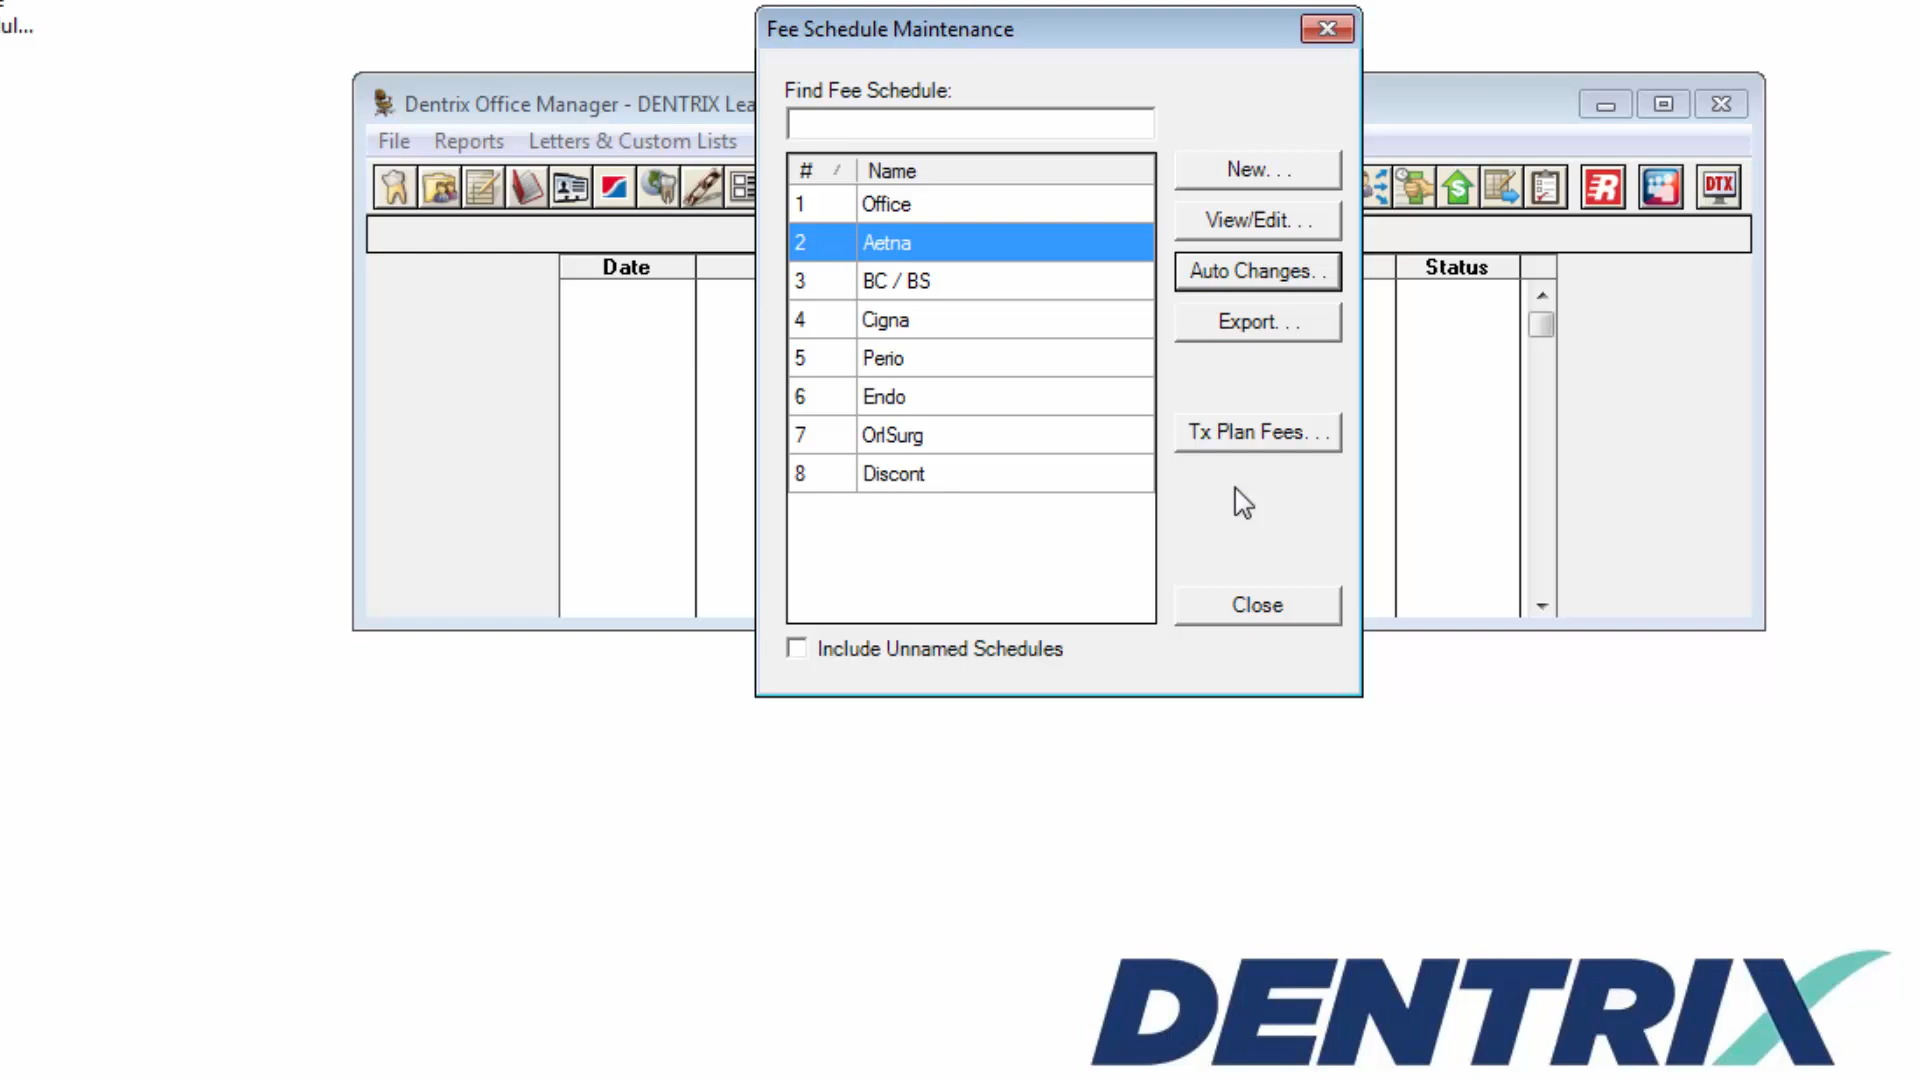 ul...
Fee Schedule Maintenance
Find Fee Schedule:
Dentrix Office Manager - DENTRIX Lea
File Reports Letters & Custom Lists
# Name
1 Office
2 Aetna
3 BC / BS
4 Cigna
5 Perio
6 Endo
7 OrlSurg
8 Discont
New. . .
View/Edit. . .
Auto Changes. .
Export. . .
Tx Plan Fees. . .
Close
Include Unnamed Schedules
Date
Status
R
DTX
DENTRIX